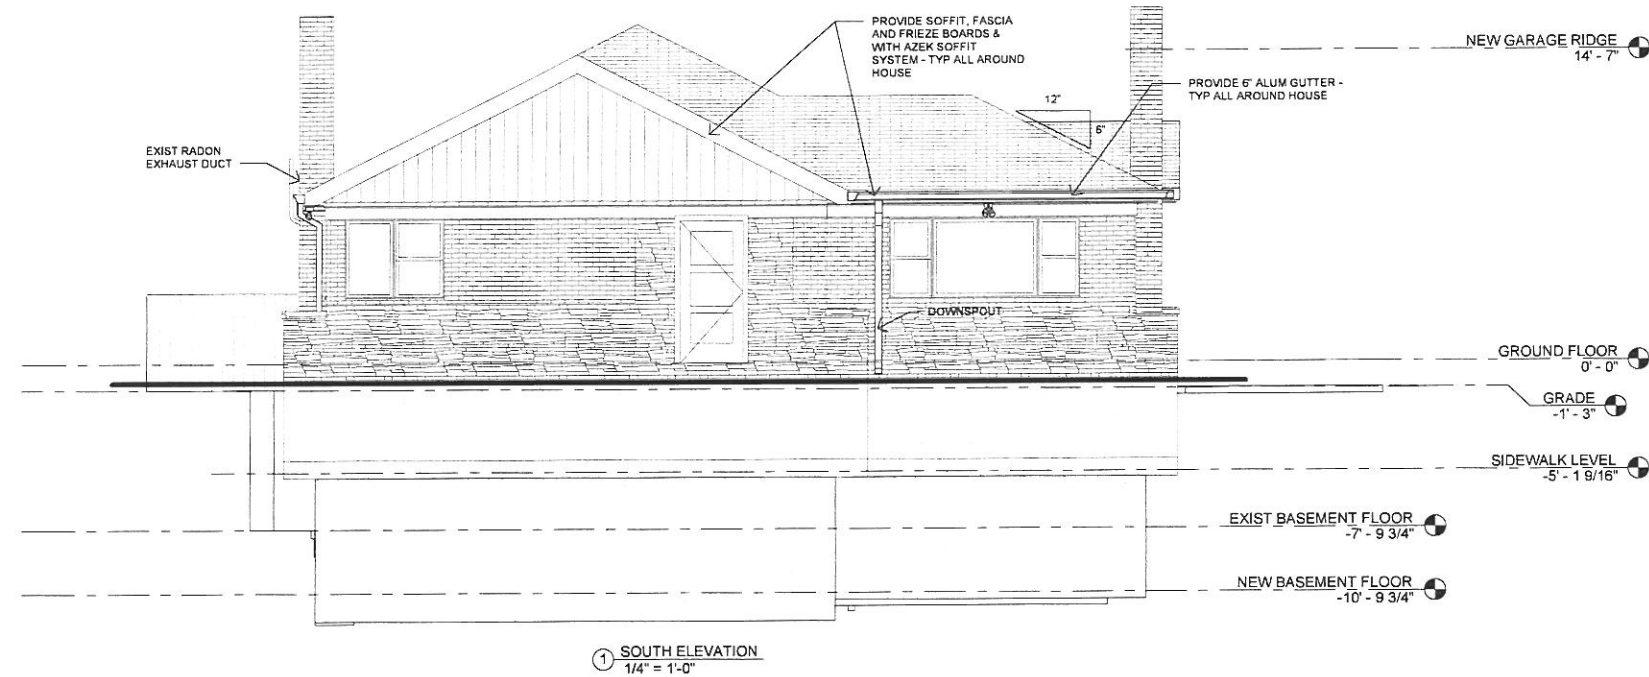 PROVIDE SOFFIT, FASCIA
AND FRIEZE BOARDS &
WITH AZEK SOFFIT
SYSTEM - TYP ALL AROUND
HOUSE
NEW GARAGE RIDGE
14' - 7"
PROVIDE 6" ALUM GUTTER -
TYP ALL AROUND HOUSE
12"
6"
EXIST RADON
EXHAUST DUCT
DOWNSPOUT
GROUND FLOOR
0' - 0"
GRADE
-1' - 3"
SIDEWALK LEVEL
-5' - 1 9/16"
EXIST BASEMENT FLOOR
-7' - 9 3/4"
NEW BASEMENT FLOOR
-10' - 9 3/4"
1 SOUTH ELEVATION
1/4" = 1'-0"